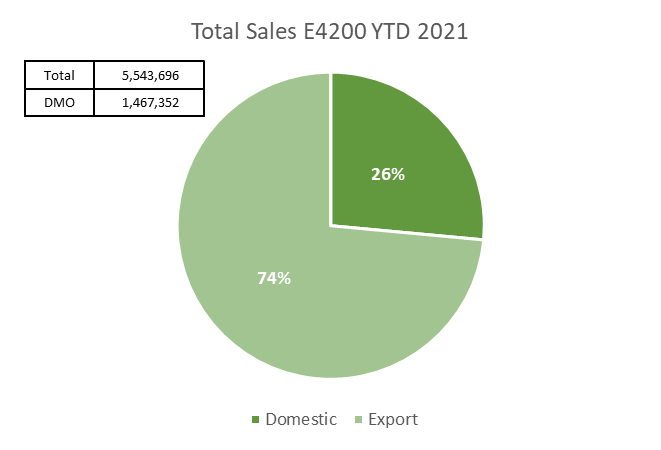 Total Sales E4200 YTD 2021
Total 5,543,696
DMO 1,467,352
26%
74%
Domestic Export